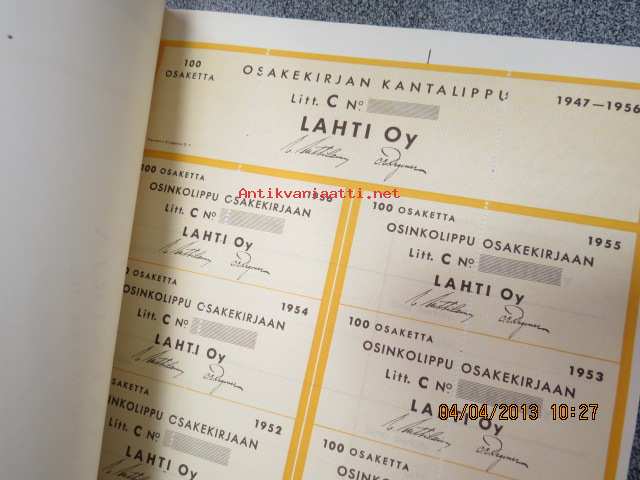 100
OSAKETTA
OSAKEKIRJAN KANTALIPPU
1947—1956
Litt. C No.
LAHTI Oy
Antikvariaatti.net
100 OSAKETTA
1956
OSINKOLIPPU OSAKEKIRJAAN
Litt. C No
LAHTI Oy
100 OSAKETTA
1955
OSINKOLIPPU OSAKEKIRJAAN
Litt. C No
LAHTI Oy
OSAKETTA
1954
OSINKOLIPPU OSAKEKIRJAAN
Litt. C No
LAHTI Oy
100 OSAKETTA
1953
OSINKOLIPPU OSAKEKIRJAAN
Litt. C No
LAHTI Oy
OSAKETTA
1952
OSINKOLIPPU OSAKEKIRJAAN
Litt. C No
LAHTI Oy
100 OSAKETTA
04/04/2013 10:27